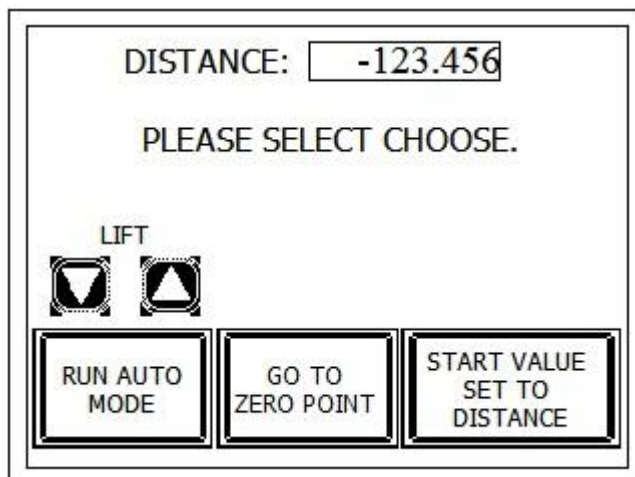 DISTANCE: -123.456
PLEASE SELECT CHOOSE.
LIFT
RUN AUTO
MODE
GO TO
ZERO POINT
START VALUE
SET TO
DISTANCE